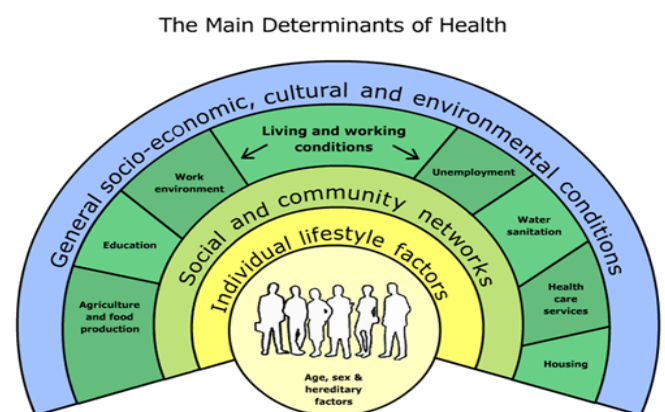 The Main Determinants of Health
General socio-economic, cultural and environmental conditions
Living and working
conditions
Work
environment
Unemployment
Education
Water
sanitation
Agriculture
and food
production
Health
care
services
Housing
Social and community networks
Individual lifestyle factors
Age, sex &
hereditary
factors